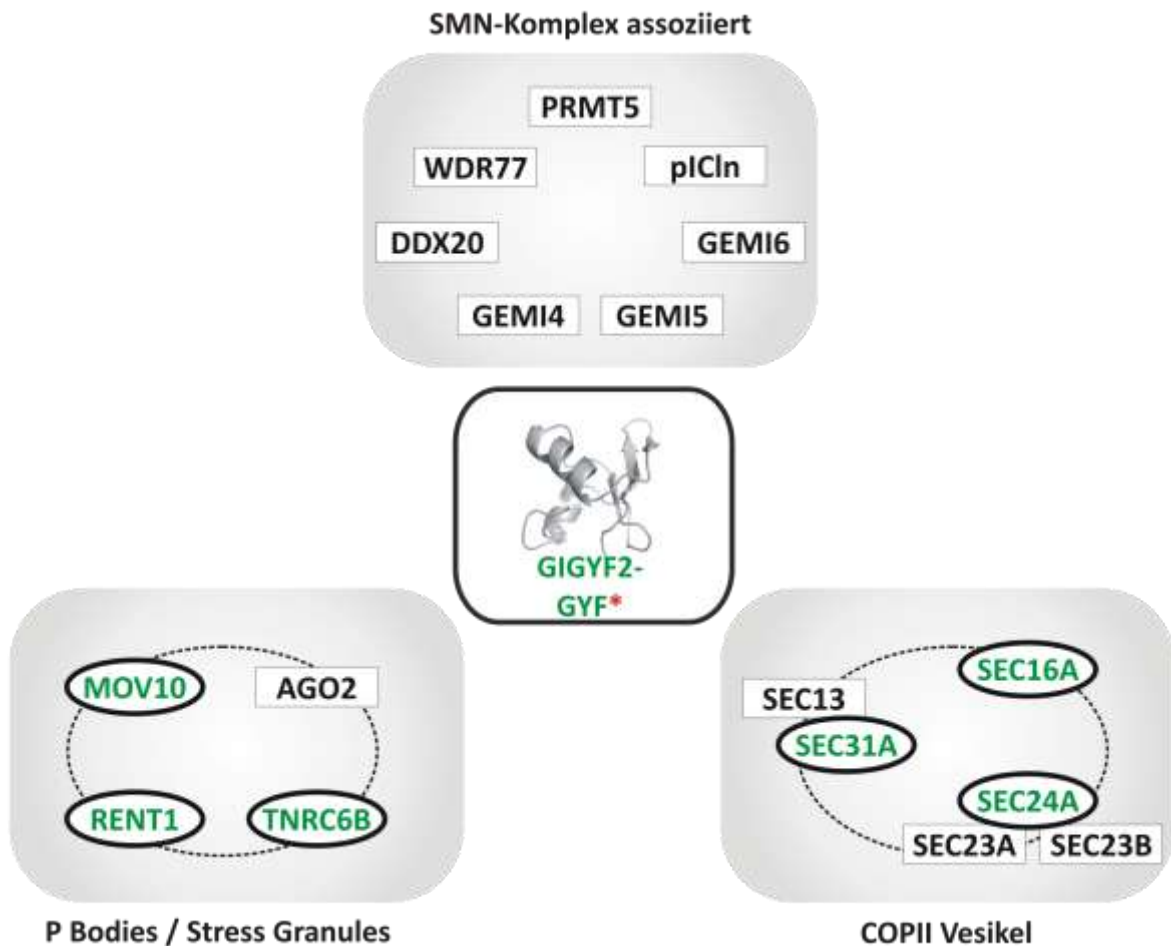 SMN-Komplex assoziiert
PRMT5
WDR77
pICln
DDX20
GEMI6
GEMI4
GEMI5
GIGYF2-
GYF*
MOV10
AGO2
RENT1
TNRC6B
P Bodies / Stress Granules
SEC16A
SEC13
SEC31A
SEC24A
SEC23A
SEC23B
COPII Vesikel